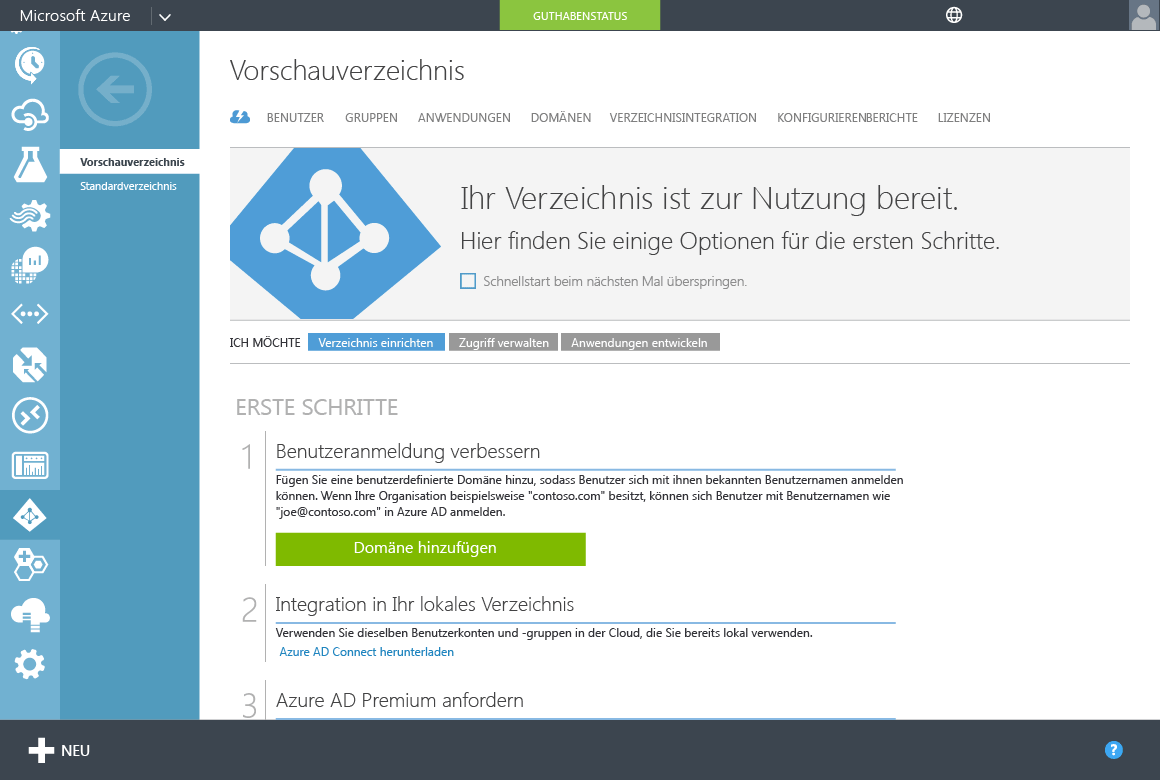 Microsoft Azure
GUTHABENSTATUS
Vorschauverzeichnis
Standardverzeichnis
Vorschauverzeichnis
BENUTZER GRUPPEN ANWENDUNGEN DOMÄNEN VERZEICHNISINTEGRATION KONFIGURIERENBERICHTE LIZENZEN
Ihr Verzeichnis ist zur Nutzung bereit.
Hier finden Sie einige Optionen für die ersten Schritte.
Schnellstart beim nächsten Mal überspringen.
ICH MÖCHTE Verzeichnis einrichten Zugriff verwalten Anwendungen entwickeln
ERSTE SCHRITTE
1 Benutzeranmeldung verbessern
Fügen Sie eine benutzerdefinierte Domäne hinzu, sodass Benutzer sich mit ihnen bekannten Benutzernamen anmelden
können. Wenn Ihre Organisation beispielsweise "contoso.com" besitzt, können sich Benutzer mit Benutzernamen wie
"joe@contoso.com" in Azure AD anmelden.
Domäne hinzufügen
2 Integration in Ihr lokales Verzeichnis
Verwenden Sie dieselben Benutzerkonten und -gruppen in der Cloud, die Sie bereits lokal verwenden.
Azure AD Connect herunterladen
3 Azure AD Premium anfordern
NEU
?